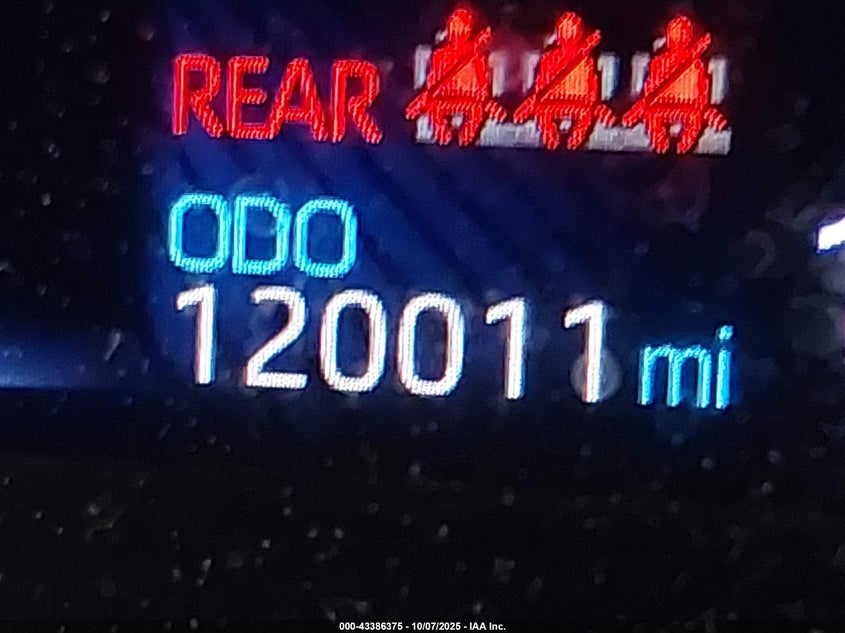 REAR
ODO
120011 mi
000-43386375 - 10/07/2025 - IAA Inc.